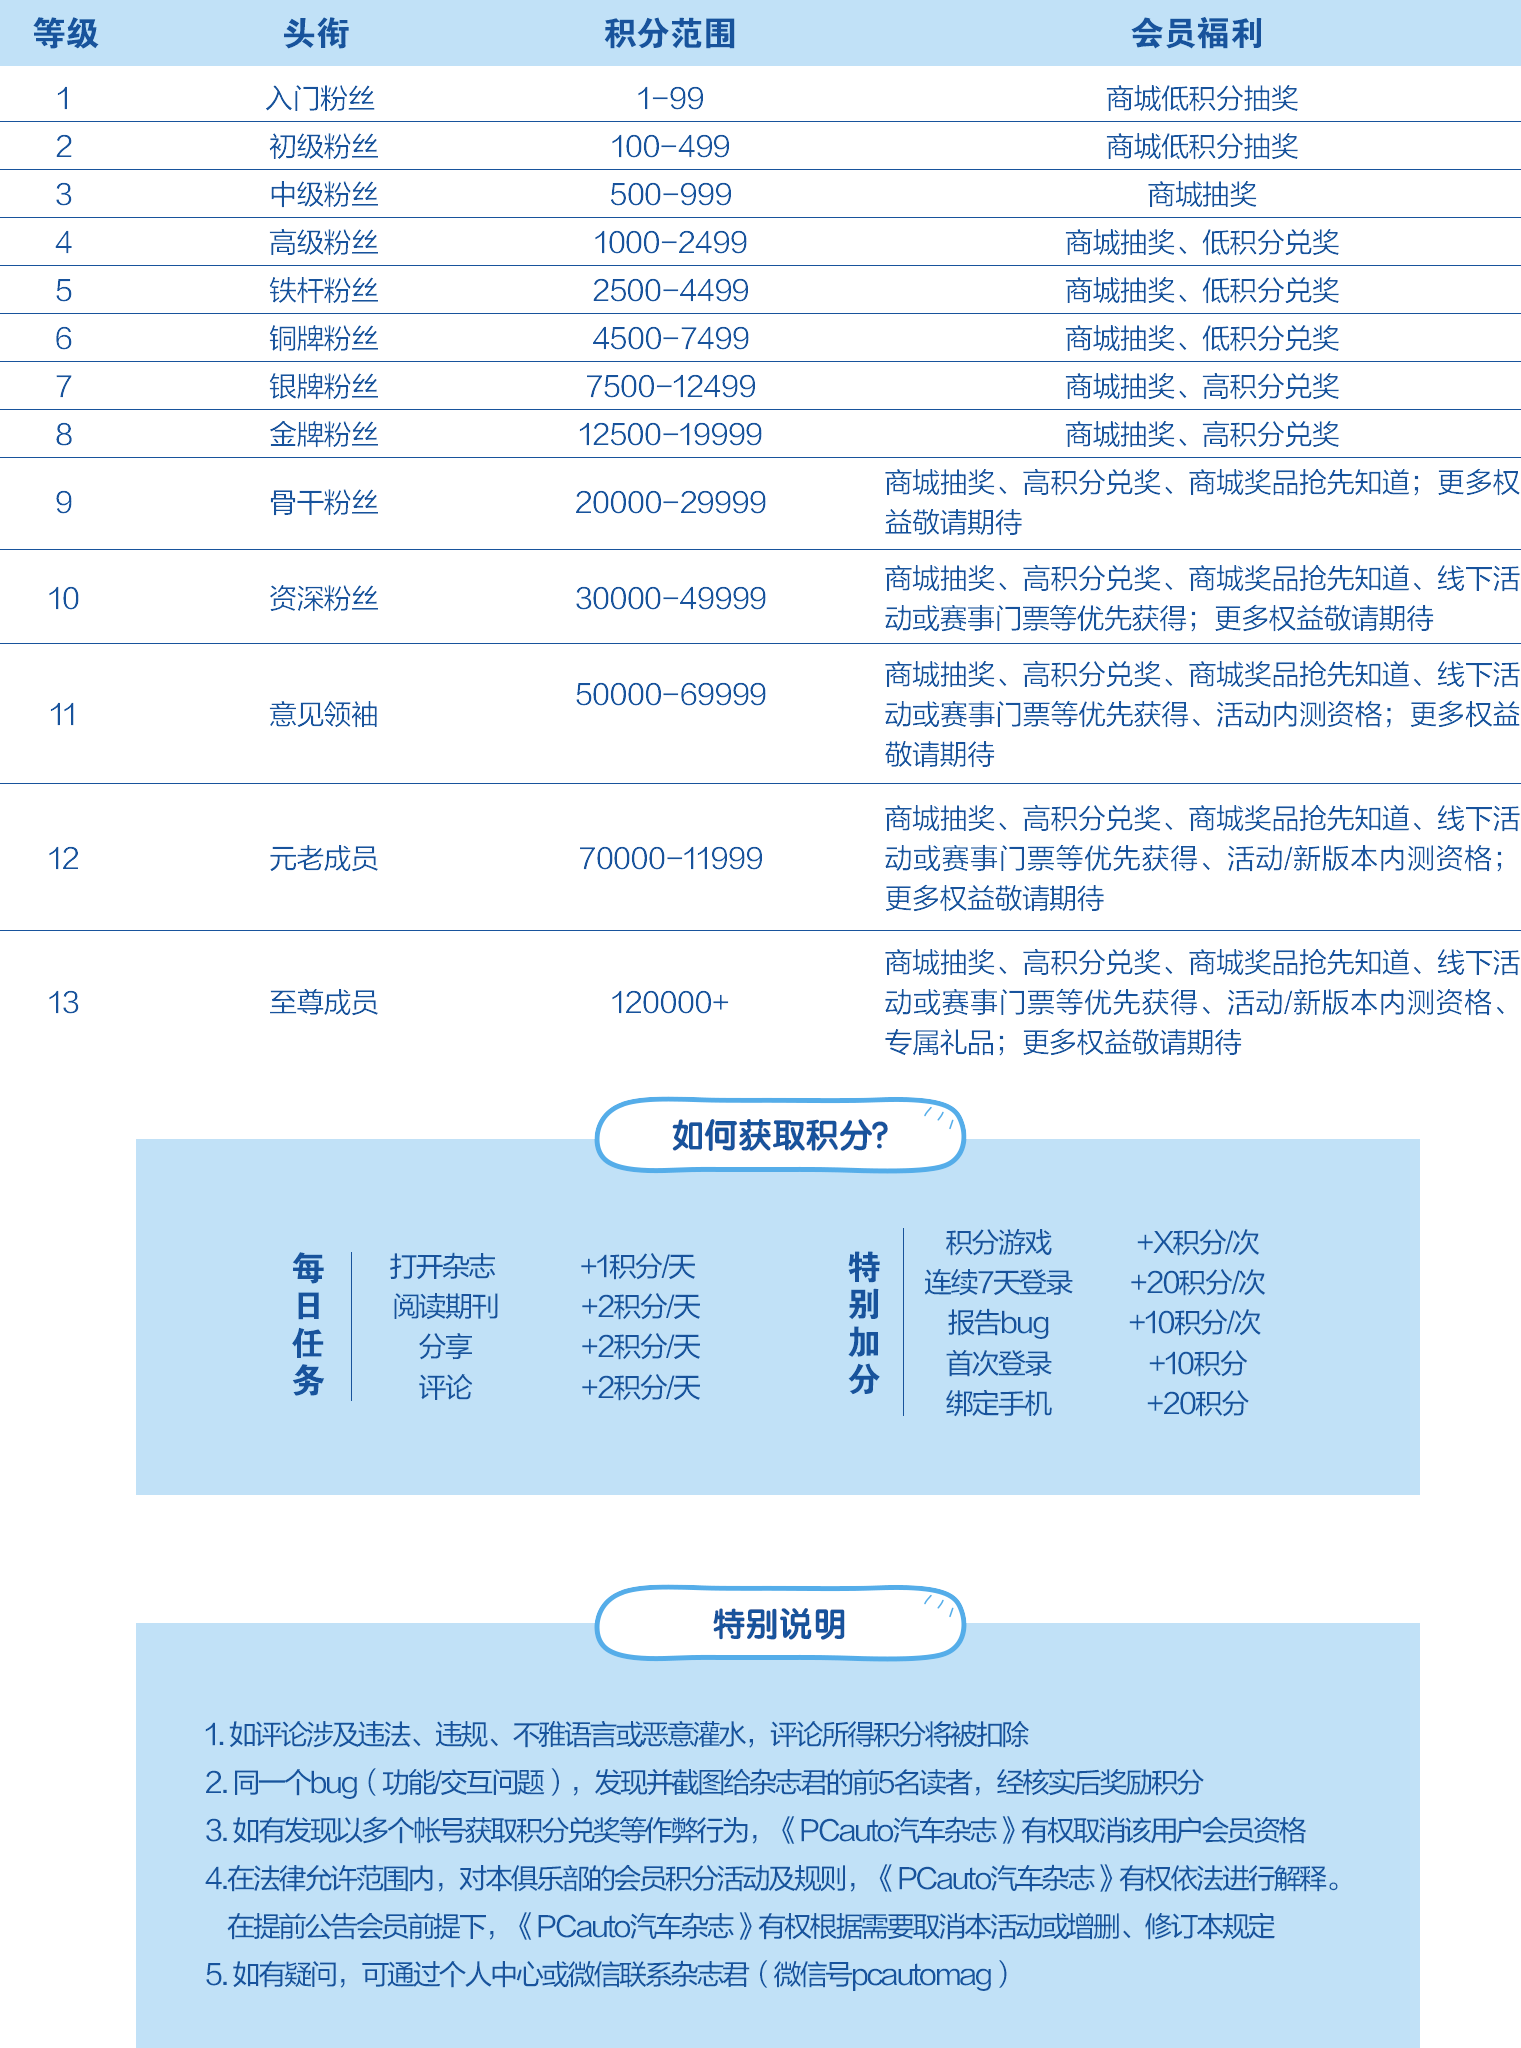 等级 头衔 积分范围 会员福利
1 入门粉丝 1-99 商城低积分抽奖
2 初级粉丝 100-499 商城低积分抽奖
3 中级粉丝 500-999 商城抽奖
4 高级粉丝 1000-2499 商城抽奖、低积分兑奖
5 铁杆粉丝 2500-4499 商城抽奖、低积分兑奖
6 铜牌粉丝 4500-7499 商城抽奖、低积分兑奖
7 银牌粉丝 7500-12499 商城抽奖、高积分兑奖
8 金牌粉丝 12500-19999 商城抽奖、高积分兑奖
9 骨干粉丝 20000-29999 商城抽奖、高积分兑奖、商城奖品抢先知道；更多权
益敬请期待
10 资深粉丝 30000-49999 商城抽奖、高积分兑奖、商城奖品抢先知道、线下活
动或赛事门票等优先获得；更多权益敬请期待
11 意见领袖 50000-69999 商城抽奖、高积分兑奖、商城奖品抢先知道、线下活
动或赛事门票等优先获得、活动内测资格；更多权益
敬请期待
12 元老成员 70000-11999 商城抽奖、高积分兑奖、商城奖品抢先知道、线下活
动或赛事门票等优先获得、活动/新版本内测资格；
更多权益敬请期待
13 至尊成员 120000+ 商城抽奖、高积分兑奖、商城奖品抢先知道、线下活
动或赛事门票等优先获得、活动/新版本内测资格、
专属礼品；更多权益敬请期待
如何获取积分?
每日任务
打开杂志 +1积分/天
阅读期刊 +2积分/天
分享 +2积分/天
评论 +2积分/天
特别加分
积分游戏 +X积分/次
连续7天登录 +20积分/次
报告bug +10积分/次
首次登录 +10积分
绑定手机 +20积分
特别说明
1. 如评论涉及违法、违规、不雅语言或恶意灌水，评论所得积分将被扣除
2. 同一个bug（功能/交互问题），发现并截图给杂志君的前5名读者，经核实后奖励积分
3. 如有发现以多个帐号获取积分兑奖等作弊行为，《PCauto汽车杂志》有权取消该用户会员资格
4.在法律允许范围内，对本俱乐部的会员积分活动及规则，《PCauto汽车杂志》有权依法进行解释。
在提前公告会员前提下，《PCauto汽车杂志》有权根据需要取消本活动或增删、修订本规定
5. 如有疑问，可通过个人中心或微信联系杂志君（微信号pcautomag）